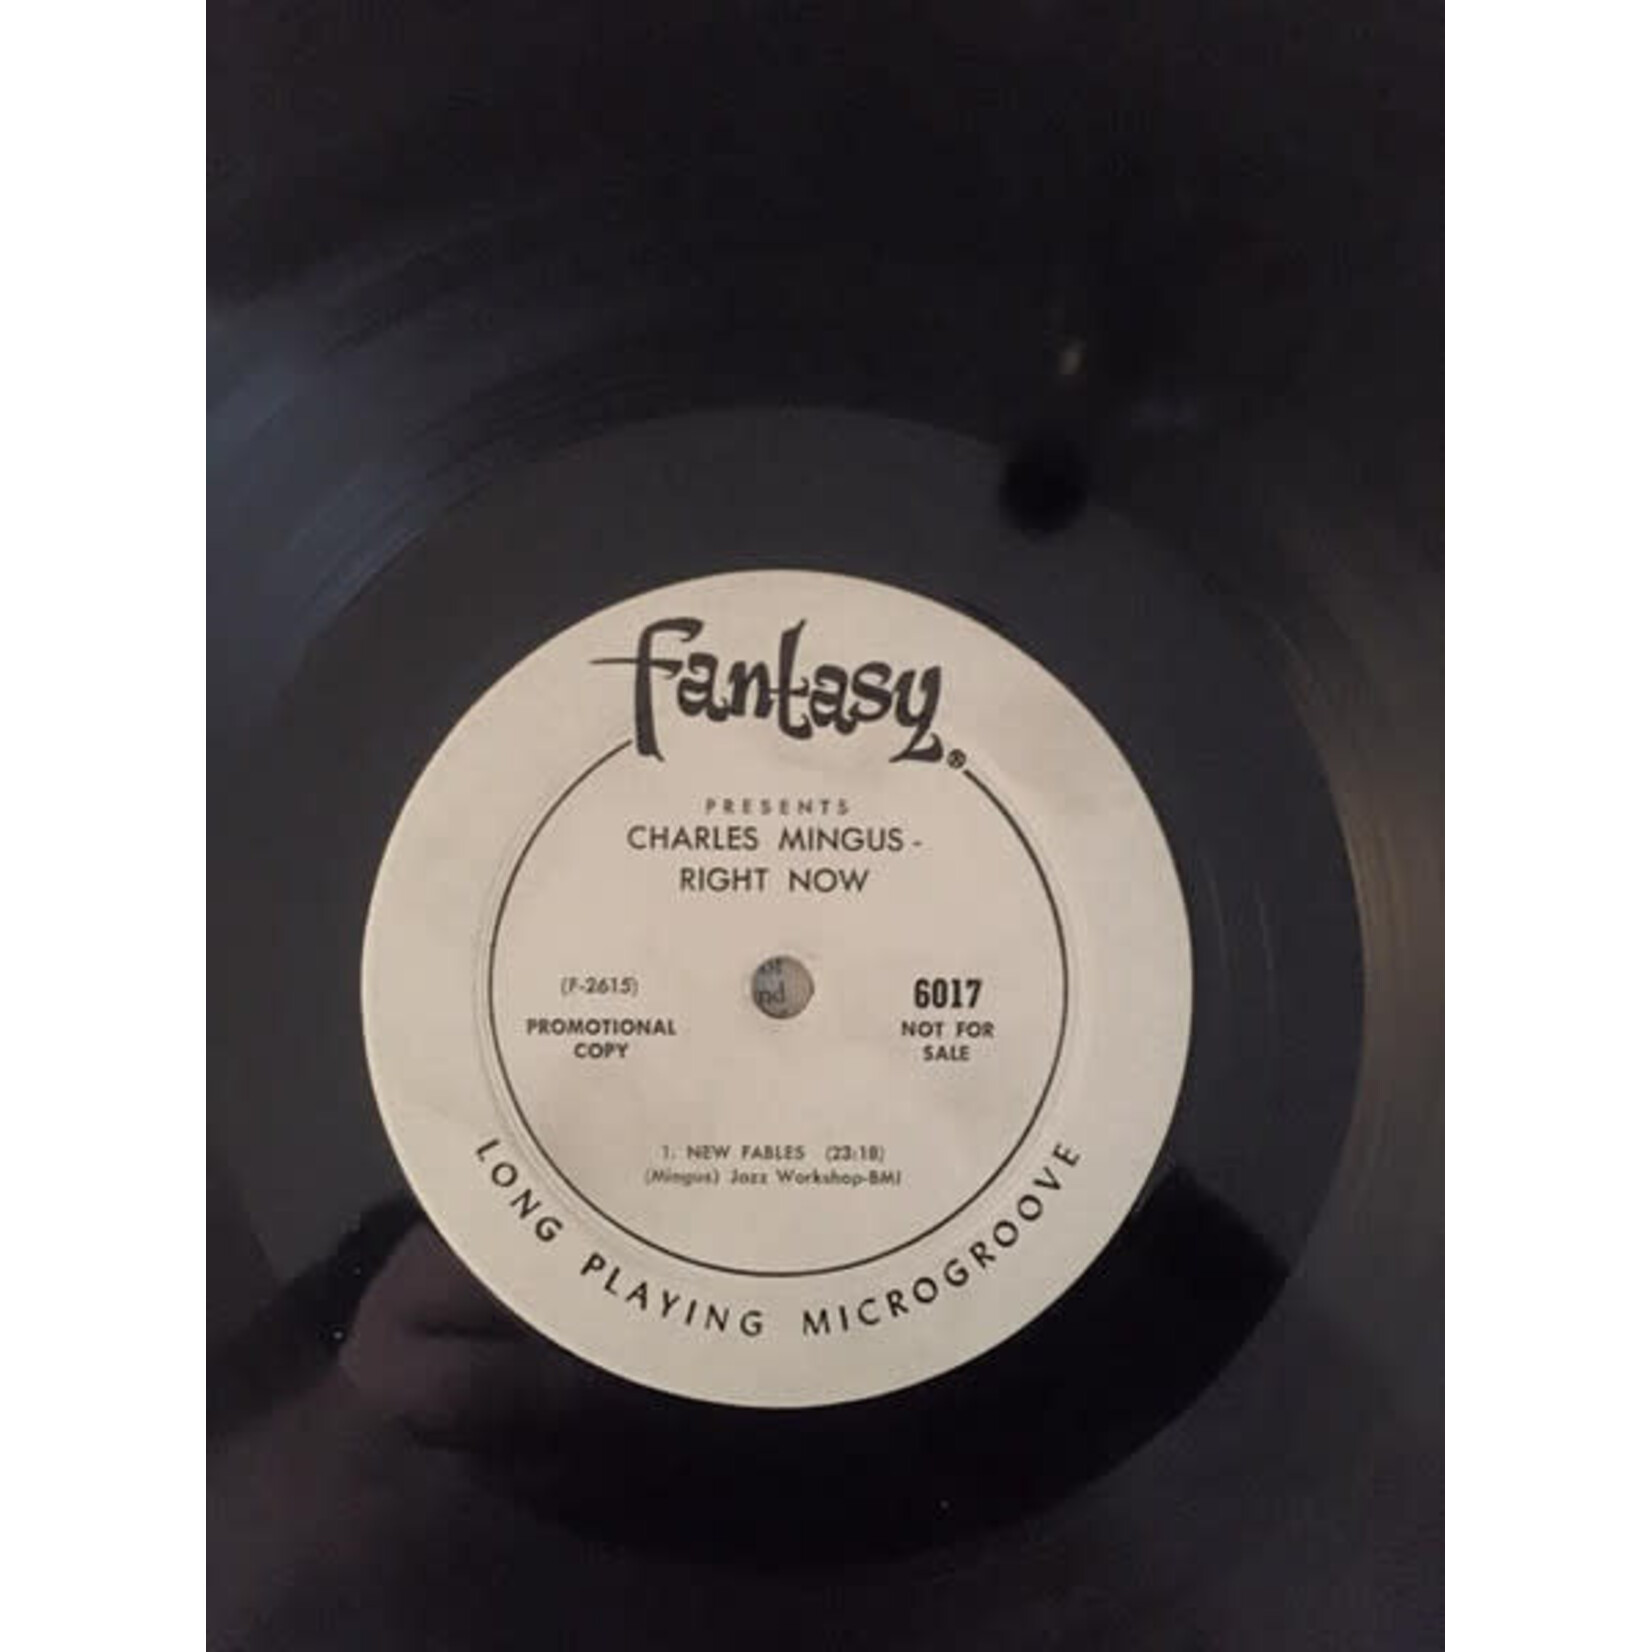 fantasy®
PRESENTS
CHARLES MINGUS -
RIGHT NOW
(F-2615)
PROMOTIONAL
COPY
6017
NOT FOR
SALE
1. NEW FABLES (23:18)
(Mingus) Jazz Workshop-BMI
LONG PLAYING MICROGROOVE
nd